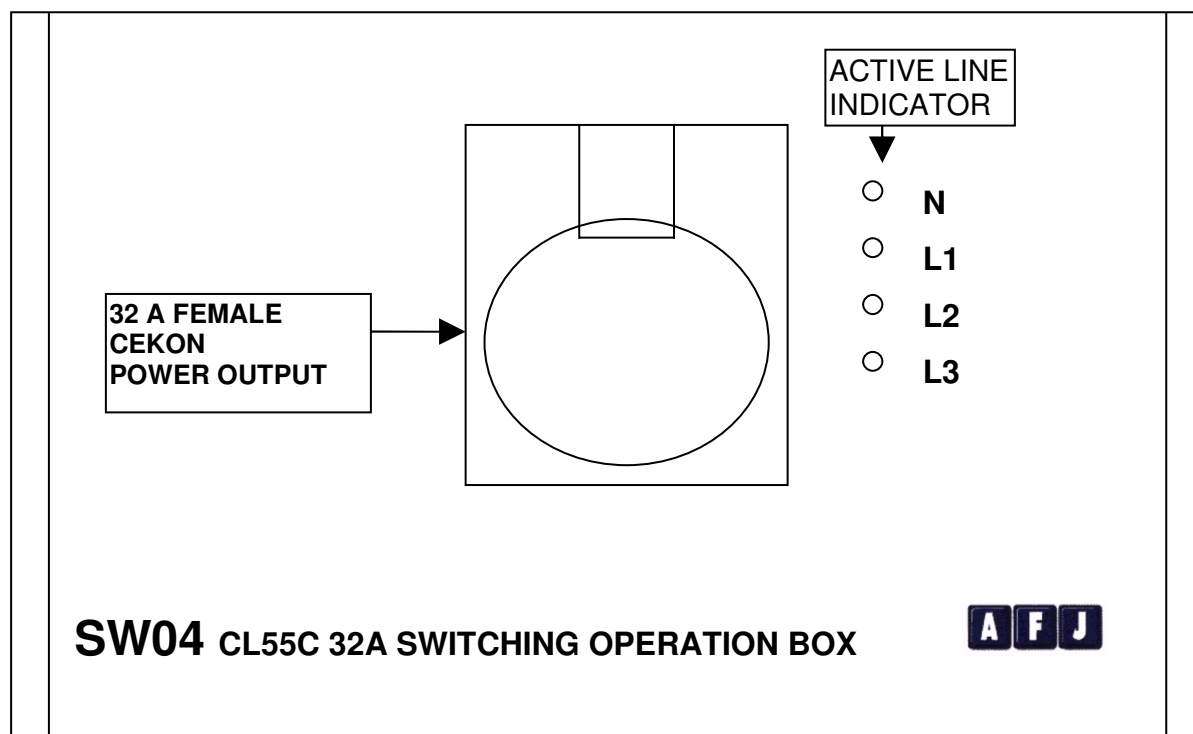 ACTIVE LINE
INDICATOR
N
L1
L2
L3
32 A FEMALE
CEKON
POWER OUTPUT
SW04 CL55C 32A SWITCHING OPERATION BOX
AFJ